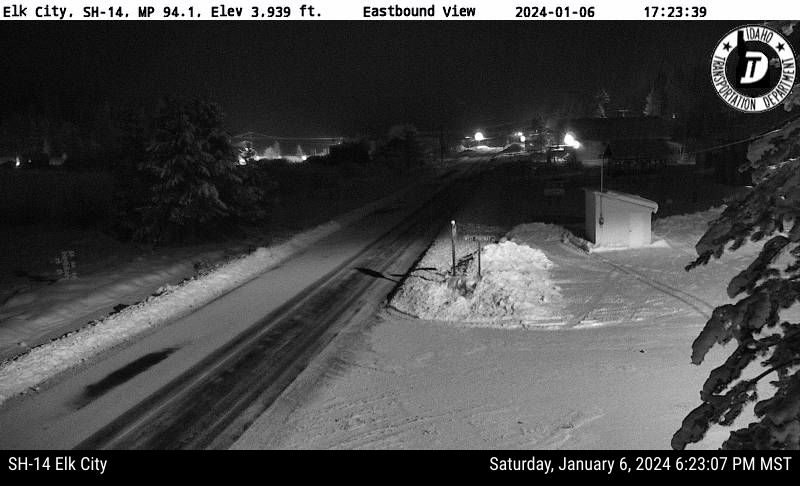 Elk City, SH-14, MP 94.1, Elev 3,939 ft. Eastbound View 2024-01-06 17:23:39
IDAHO
TRANSPORTATION DEPARTMENT
SH-14 Elk City Saturday, January 6, 2024 6:23:07 PM MST